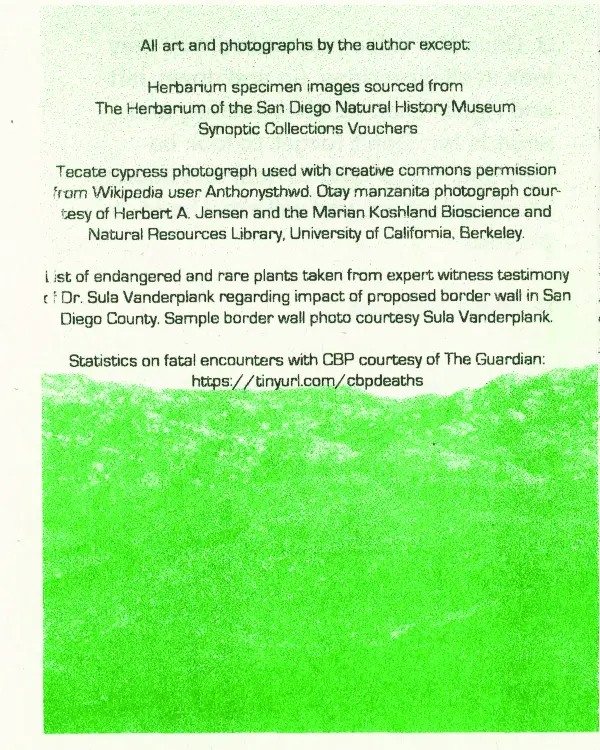 All art and photographs by the author except:
Herbarium specimen images sourced from
The Herbarium of the San Diego Natural History Museum
Synoptic Collections Vouchers
Tecate cypress photograph used with creative commons permission
from Wikipedia user Anthonysthwd. Otay manzanita photograph cour-
tesy of Herbert A. Jensen and the Marian Koshland Bioscience and
Natural Resources Library, University of California, Berkeley.
List of endangered and rare plants taken from expert witness testimony
of Dr. Sula Vanderplank regarding impact of proposed border wall in San
Diego County. Sample border wall photo courtesy Sula Vanderplank.
Statistics on fatal encounters with CBP courtesy of The Guardian:
https://tinyurl.com/cbpdeaths